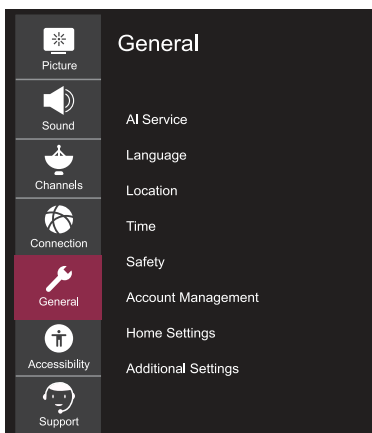 Picture
Sound
Channels
Connection
General
Accessibility
Support
General
AI Service
Language
Location
Time
Safety
Account Management
Home Settings
Additional Settings